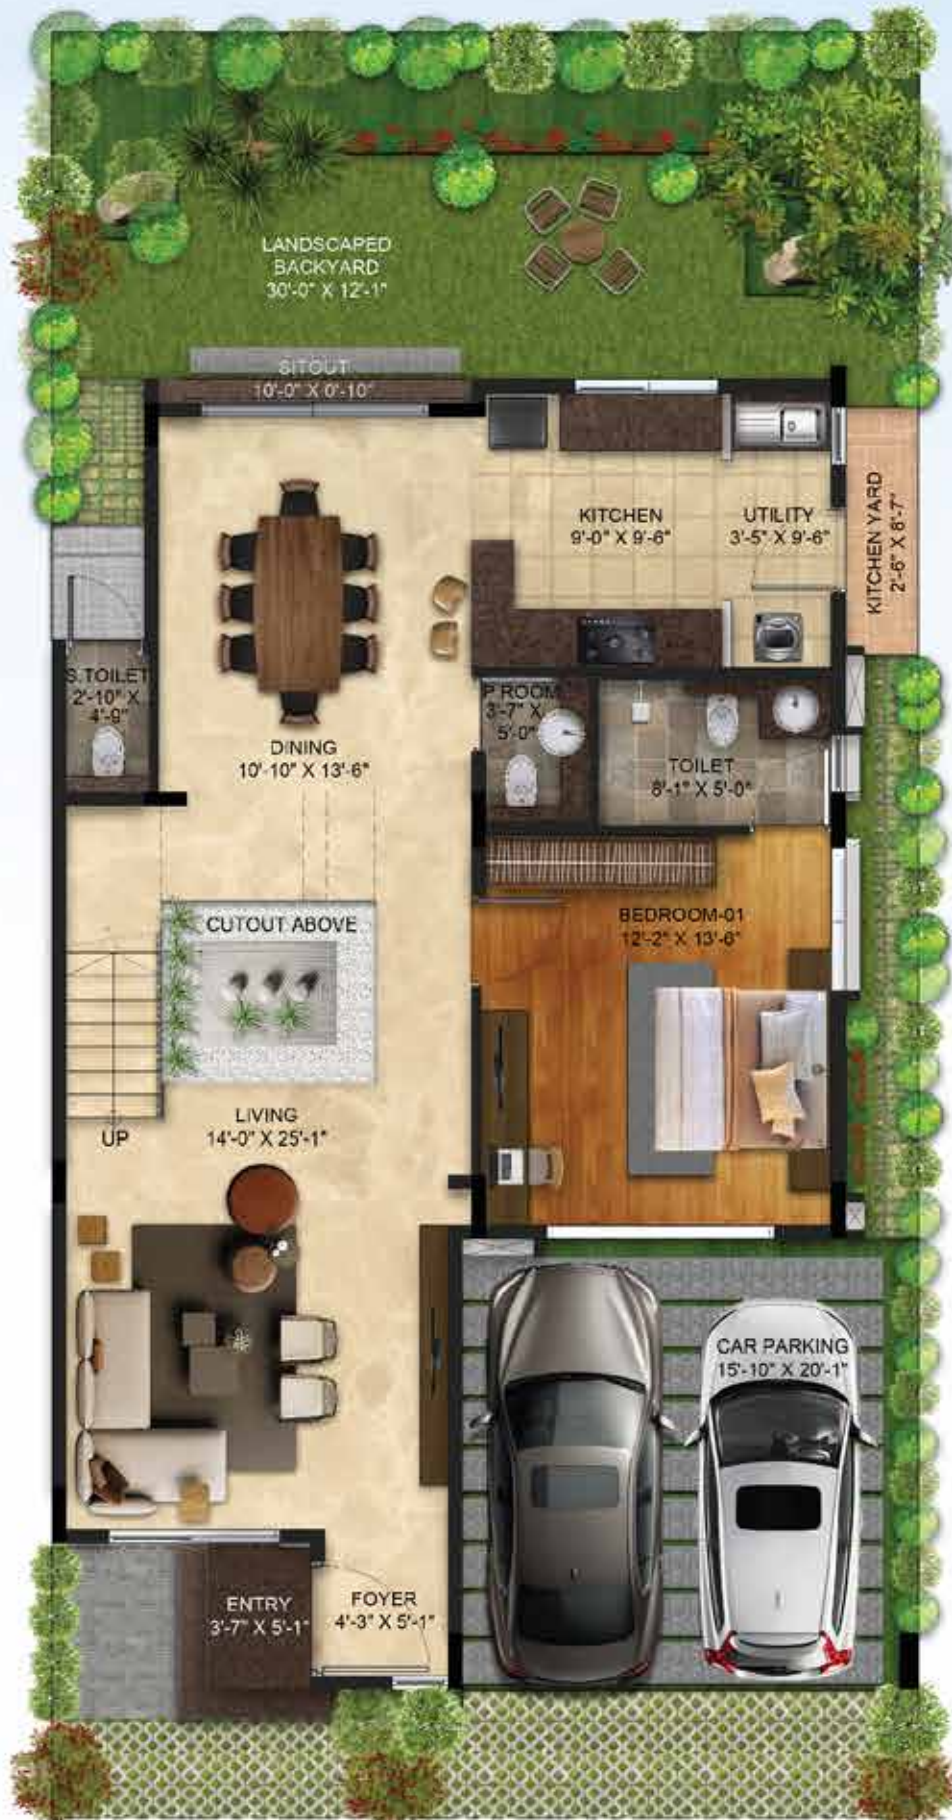 LANDSCAPED
BACKYARD
30'-0" X 12'-1"
SITOUT
10'-0" X 0'-10"
KITCHEN
9'-0" X 9'-6"
UTILITY
3'-5" X 9'-6"
KITCHEN YARD
2'-6" X 8'-7"
S.TOILET
2'-10" X
4'-9"
P ROOM
3'-7" X
5'-0"
DINING
10'-10" X 13'-6"
TOILET
8'-1" X 5'-0"
CUTOUT ABOVE
BEDROOM-01
12'-2" X 13'-6"
LIVING
14'-0" X 25'-1"
UP
CAR PARKING
15'-10" X 20'-1"
ENTRY
3'-7" X 5'-1"
FOYER
4'-3" X 5'-1"